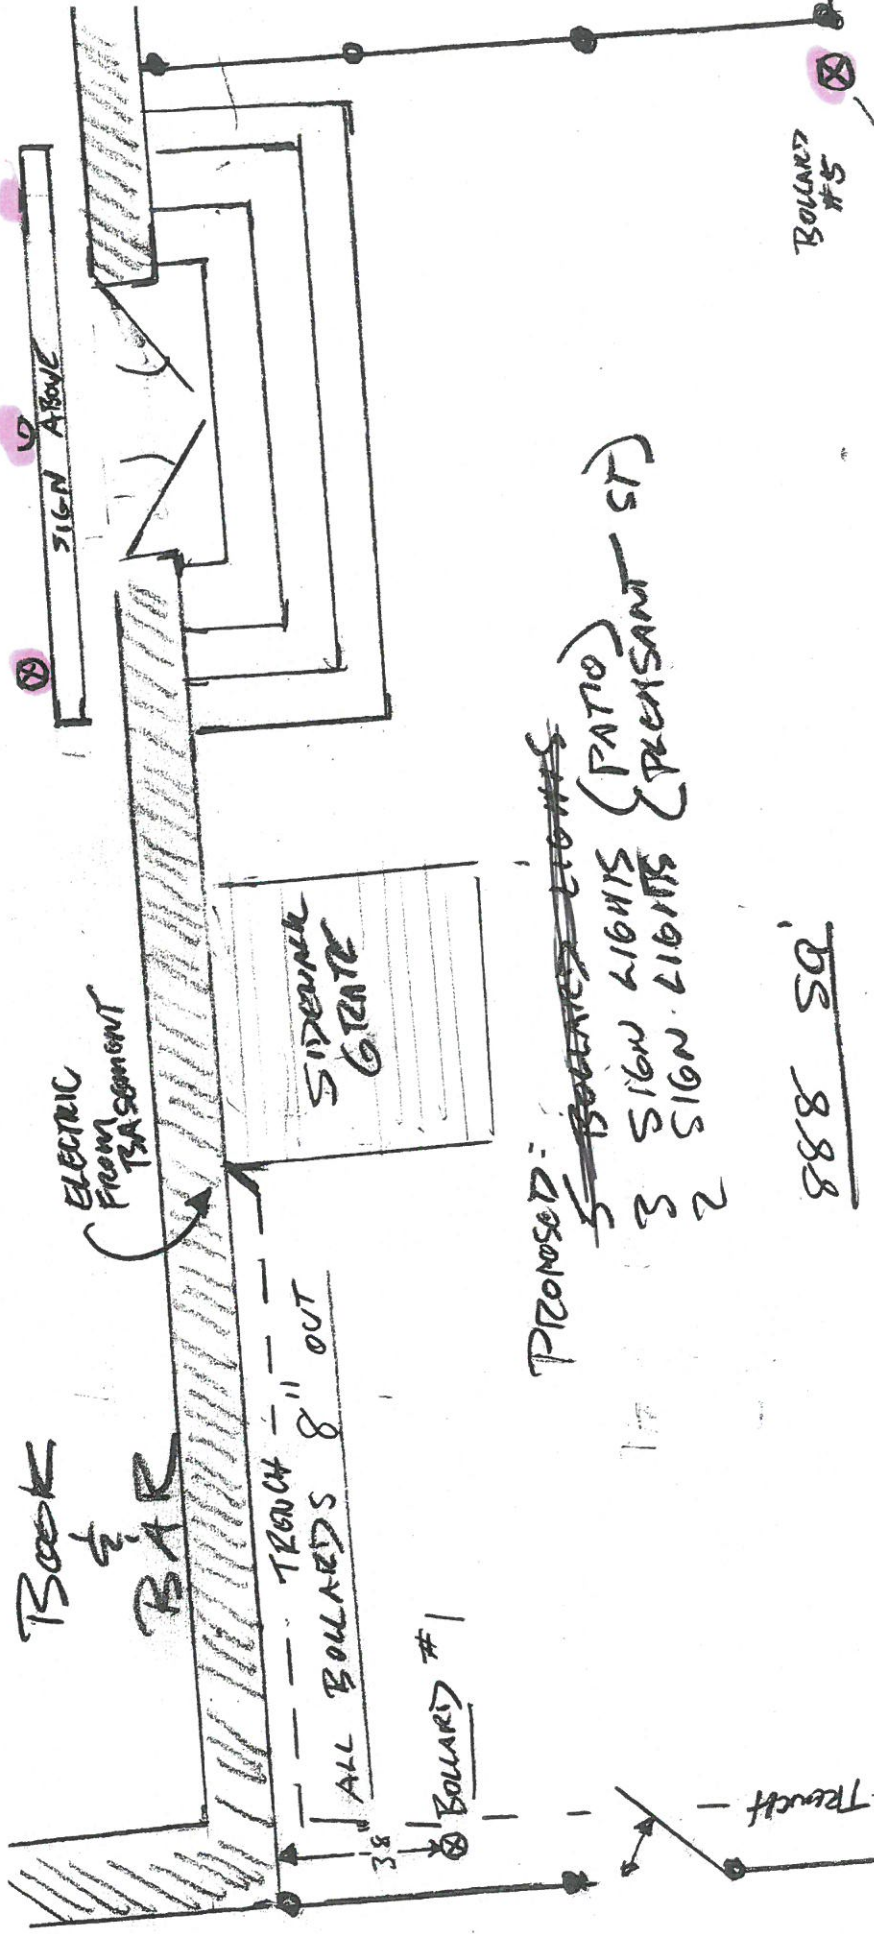 BOOK
&
BAR
ELECTRIC
FROM
BASEMENT
SIGN ABOVE
SIDEWALK
GRATE
TRENCH
ALL BOLLARDS 8" OUT
38"
BOLLARD #1
TRENCH
PROPOSED:
5 BOLLARD LIGHTS
3 SIGN LIGHTS (PATIO)
2 SIGN LIGHTS (PLEASANT ST)
888 SQ'
BOLLARD
#5